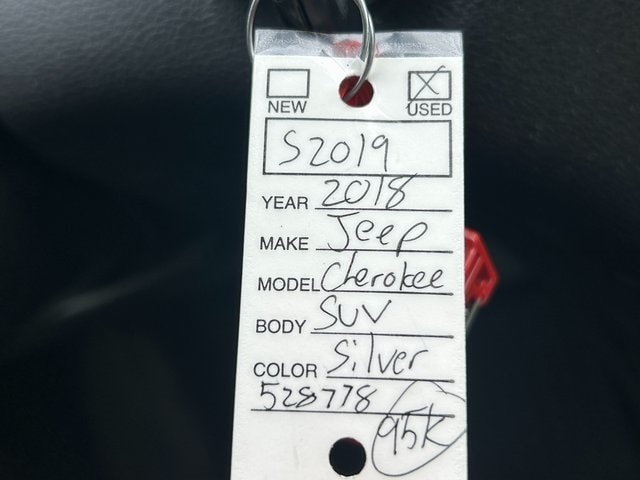 NEW USED
S2019
YEAR 2018
MAKE Jeep
MODEL Cherokee
BODY SUV
COLOR Silver
528778
95K